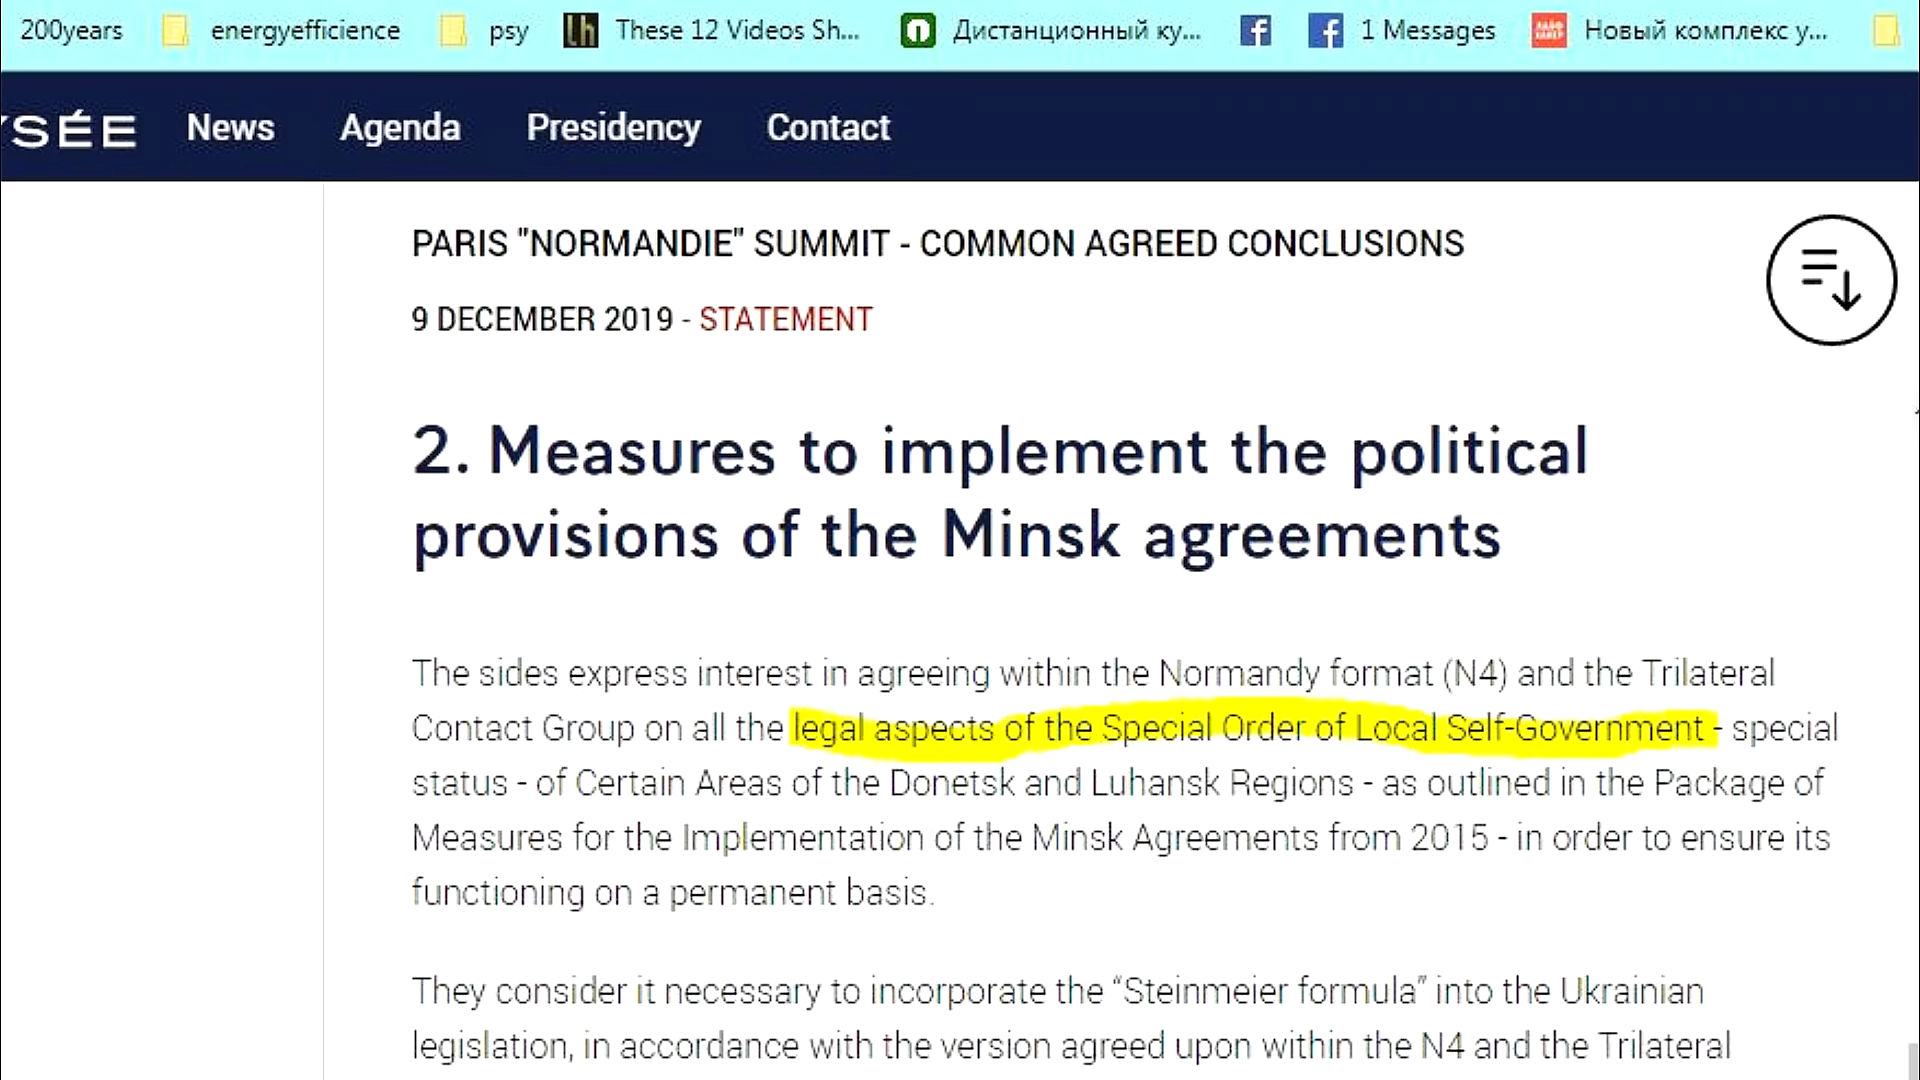 200years energyefficience psy lh These 12 Videos Sh... Дистанционный ку... f f 1 Messages Новый комплекс у...
YSÉE News Agenda Presidency Contact
PARIS "NORMANDIE" SUMMIT - COMMON AGREED CONCLUSIONS
9 DECEMBER 2019 - STATEMENT
2. Measures to implement the political
provisions of the Minsk agreements
The sides express interest in agreeing within the Normandy format (N4) and the Trilateral
Contact Group on all the legal aspects of the Special Order of Local Self-Government - special
status - of Certain Areas of the Donetsk and Luhansk Regions - as outlined in the Package of
Measures for the Implementation of the Minsk Agreements from 2015 - in order to ensure its
functioning on a permanent basis.
They consider it necessary to incorporate the “Steinmeier formula” into the Ukrainian
legislation, in accordance with the version agreed upon within the N4 and the Trilateral